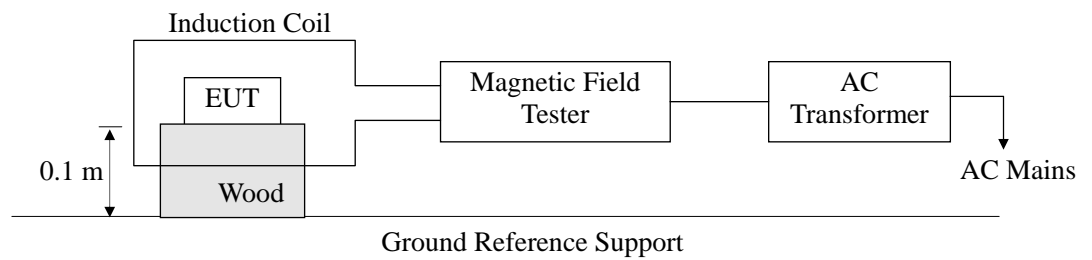 Induction Coil
EUT
Magnetic Field
Tester
AC
Transformer
0.1 m
Wood
AC Mains
Ground Reference Support